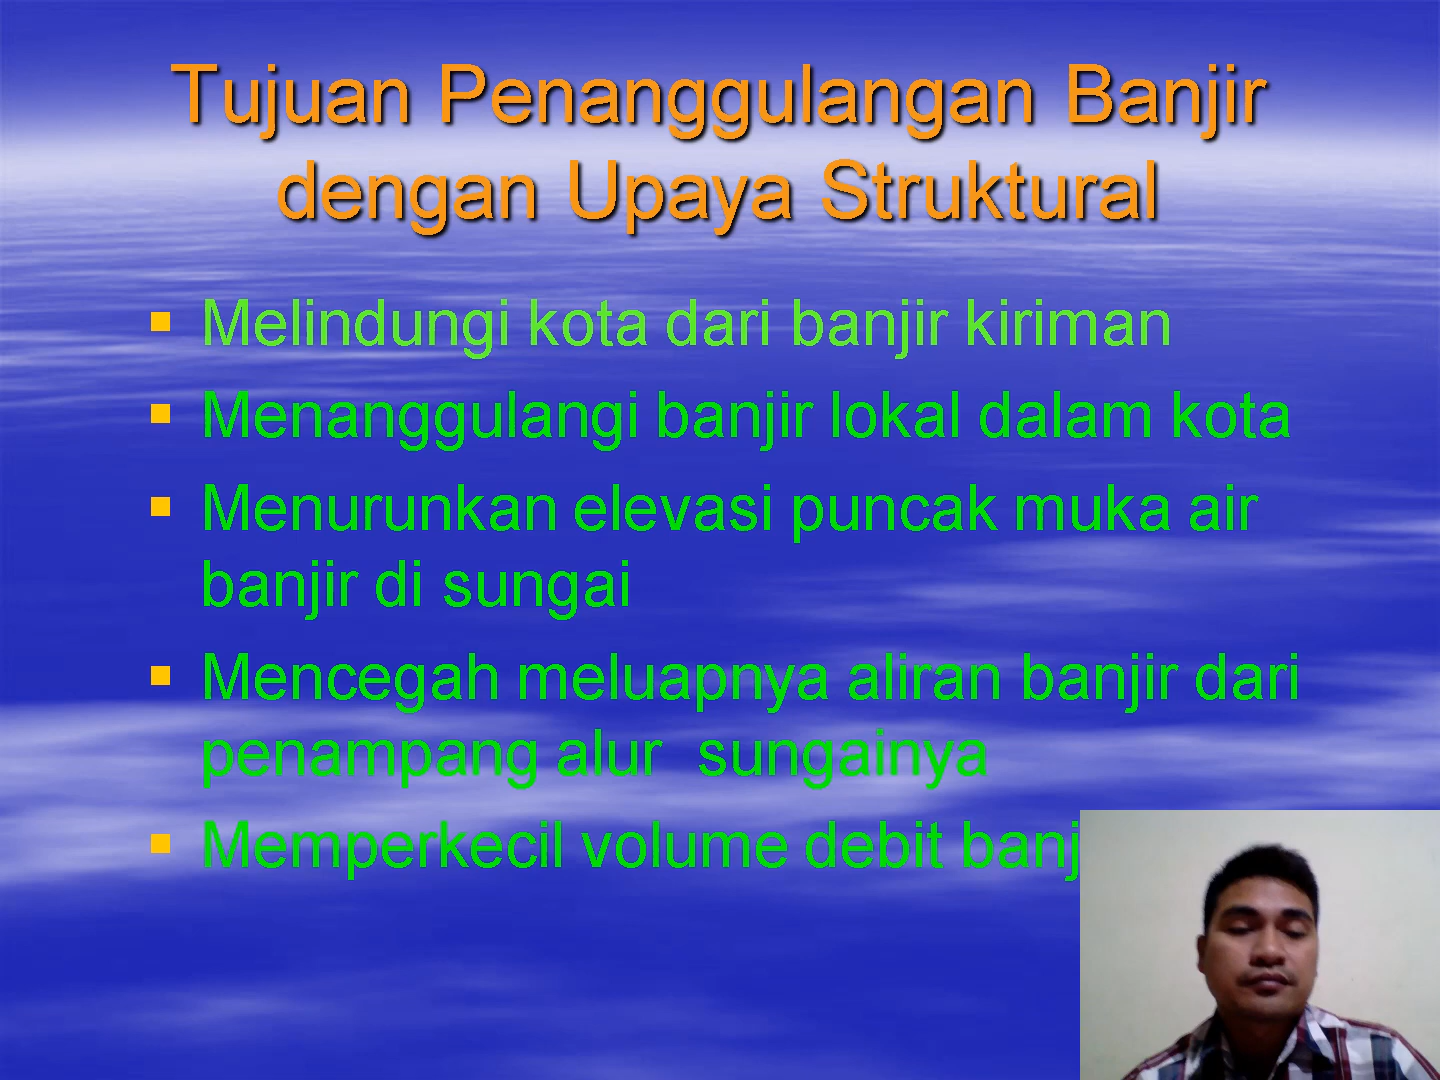 Tujuan Penanggulangan Banjir
dengan Upaya Struktural
▪ Melindungi kota dari banjir kiriman
▪ Menanggulangi banjir lokal dalam kota
▪ Menurunkan elevasi puncak muka air
banjir di sungai
▪ Mencegah meluapnya aliran banjir dari
penampang alur sungainya
▪ Memperkecil volume debit